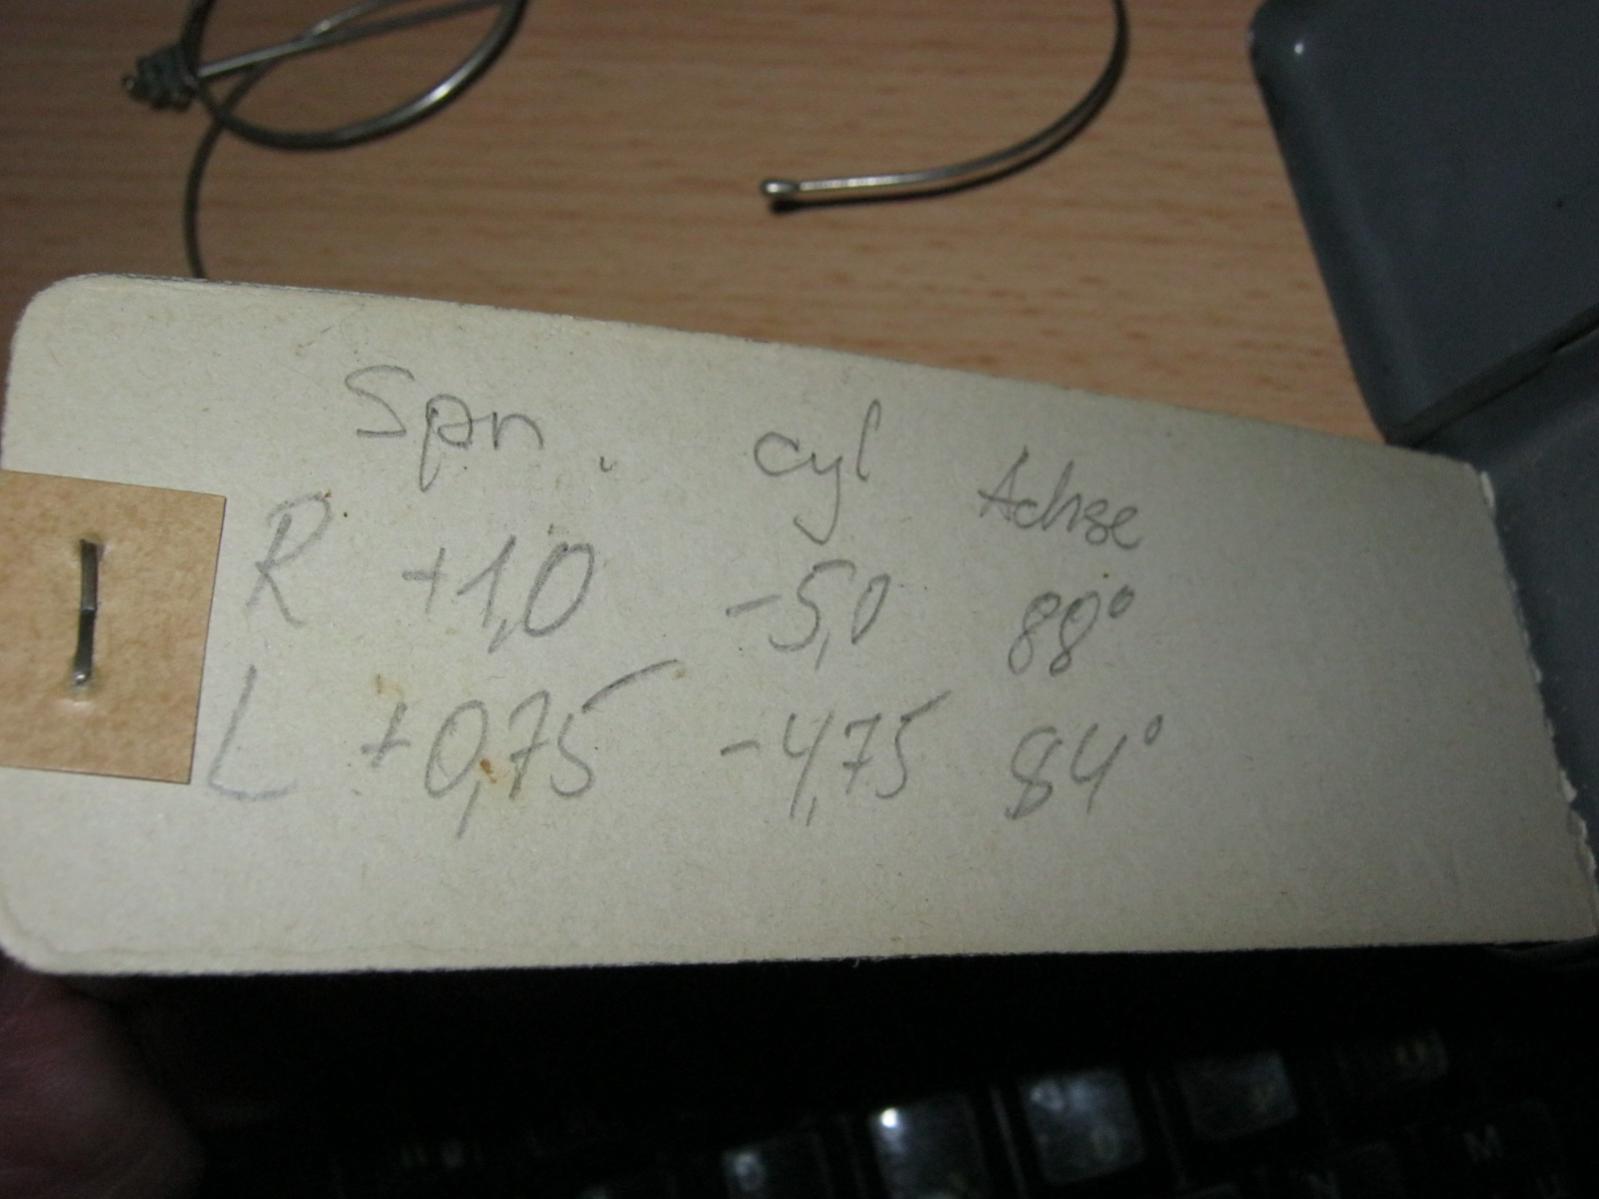 Sph. cyl Achse
R +1,0 -5,0 88°
L +0,75 -4,75 84°